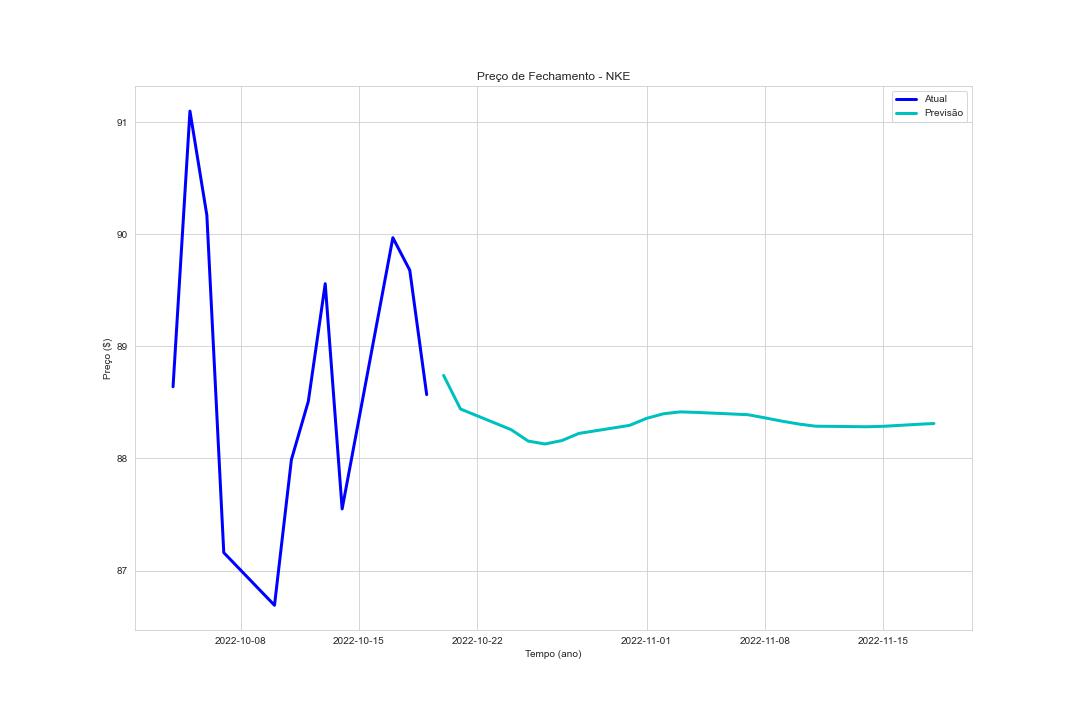 Preço de Fechamento - NKE
Atual
Previsão
91
90
89
88
87
Preço ($)
2022-10-08
2022-10-15
2022-10-22
2022-11-01
2022-11-08
2022-11-15
Tempo (ano)